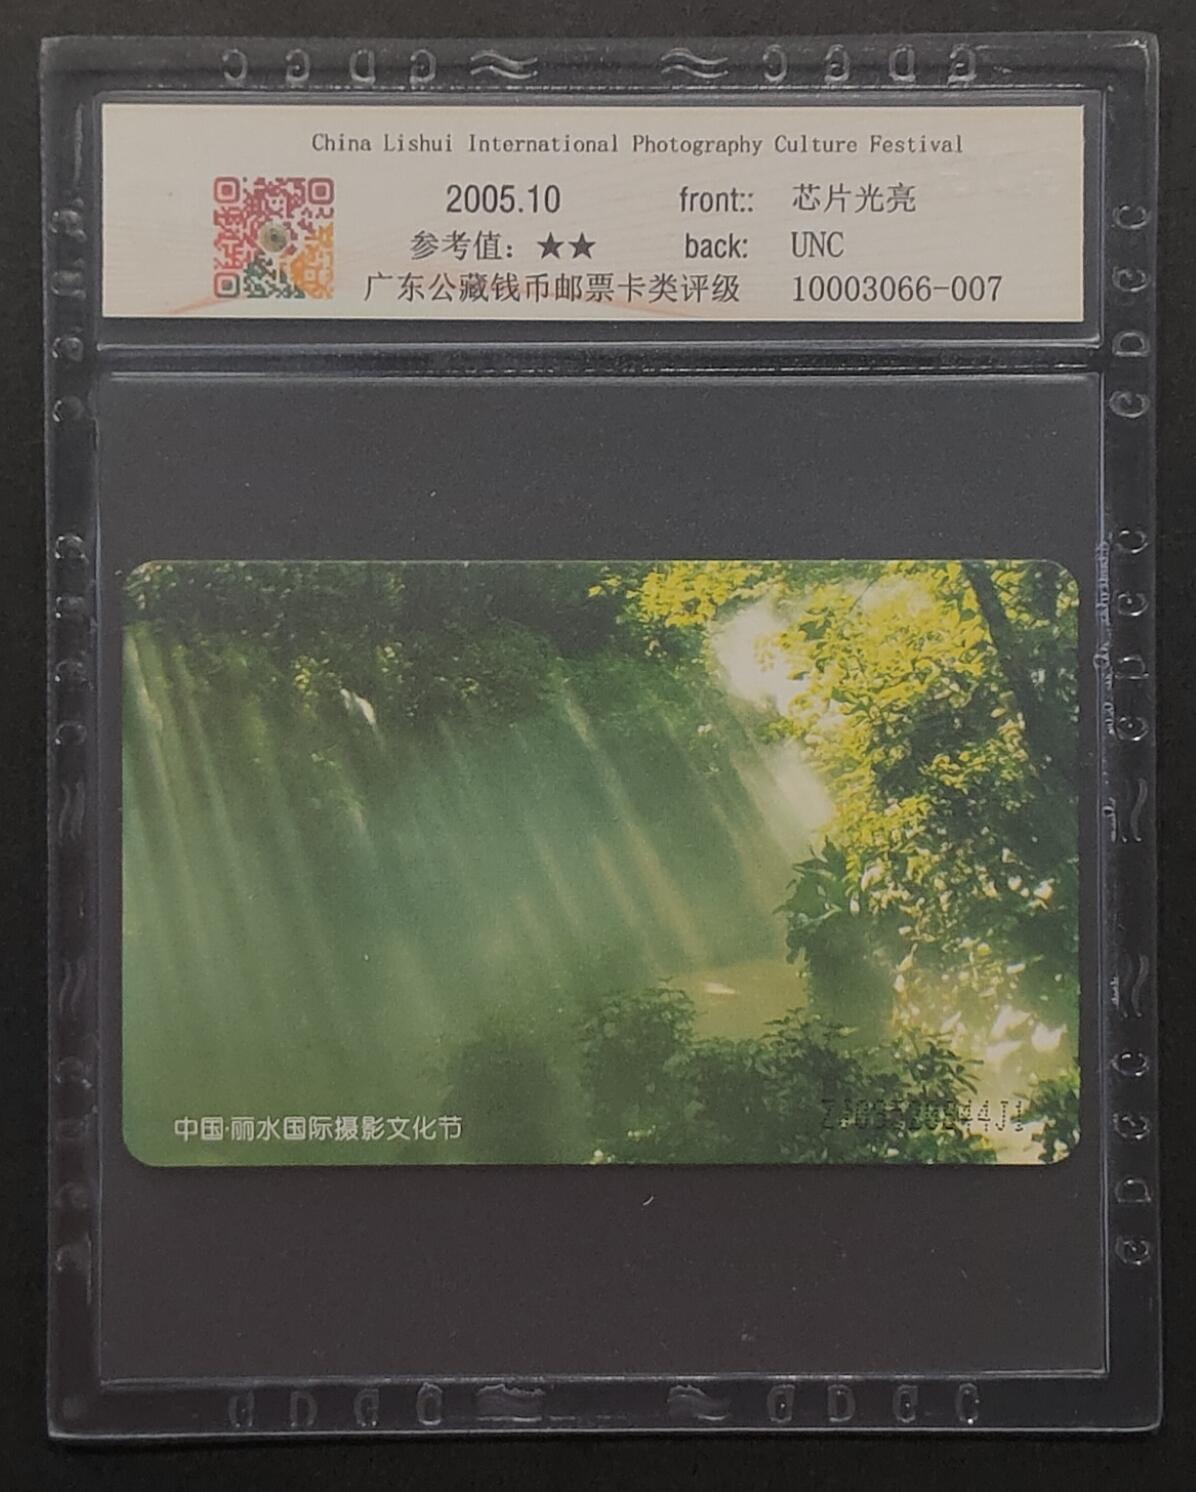 China Lishui International Photography Culture Festival
2005.10 front:: 芯片光亮
参考值：★★ back: UNC
广东公藏钱币邮票卡类评级 10003066-007
中国·丽水国际摄影文化节